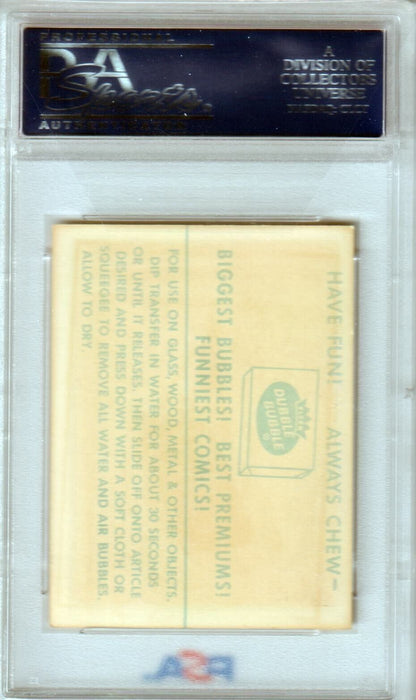 PROFESSIONAL
A
DIVISION OF
COLLECTORS
UNIVERSE
HAVE FUN! ALWAYS CHEW—
FLEER
DUBBLE
BUBBLE
BIGGEST BUBBLES! BEST PREMIUMS!
FUNNIEST COMICS!
FOR USE ON GLASS, WOOD, METAL & OTHER OBJECTS.
DIP TRANSFER IN WATER FOR ABOUT 30 SECONDS
OR UNTIL IT RELEASES. THEN SLIDE OFF ONTO ARTICLE
DESIRED AND PRESS DOWN WITH A SOFT CLOTH OR
SQUEEGEE TO REMOVE ALL WATER AND AIR BUBBLES.
ALLOW TO DRY.
PSA